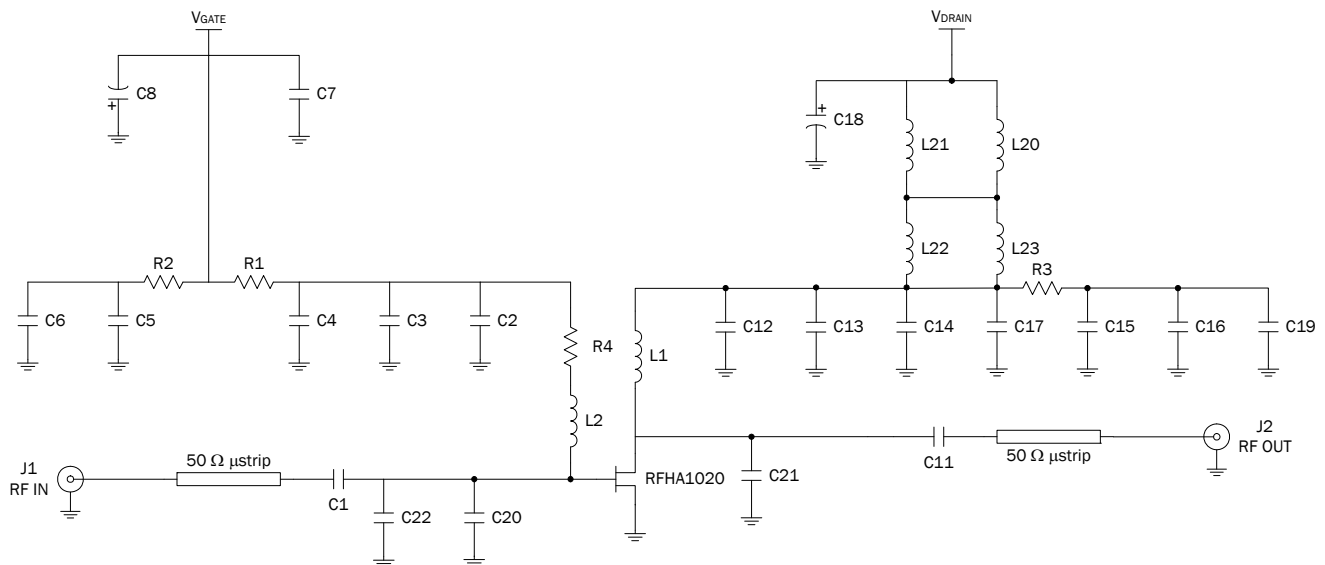 VGATE
VDRAIN
C8
C7
C18
L21
L20
R2
R1
L22
L23
R3
C6
C5
C4
C3
C2
R4
L1
C12
C13
C14
C17
C15
C16
C19
L2
J1
RF IN
50 Ω µstrip
C1
C22
C20
RFHA1020
C21
C11
50 Ω µstrip
J2
RF OUT